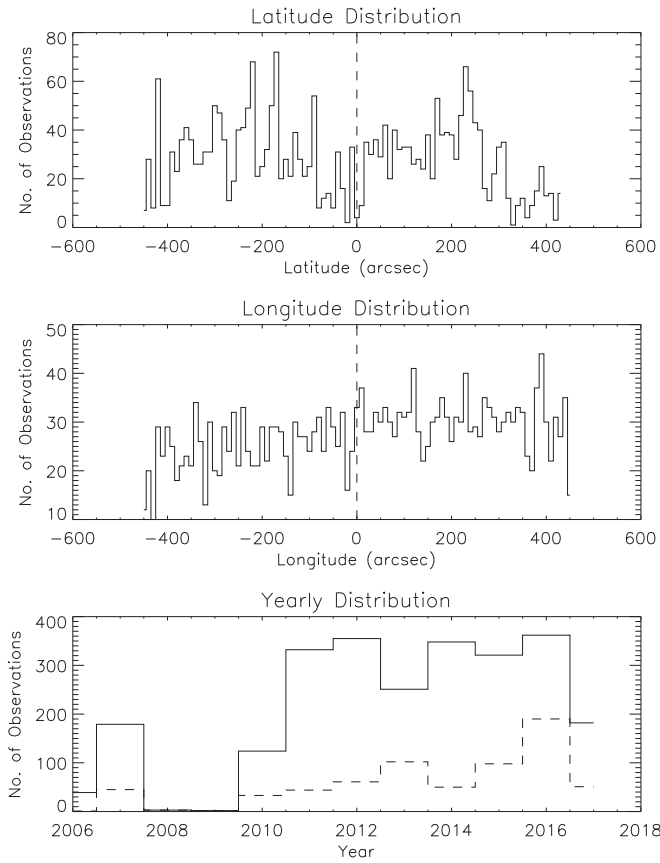 Latitude Distribution
No. of Observations
80
60
40
20
0
−600 −400 −200 0 200 400 600
Latitude (arcsec)
Longitude Distribution
No. of Observations
50
40
30
20
10
−600 −400 −200 0 200 400 600
Longitude (arcsec)
Yearly Distribution
No. of Observations
400
300
200
100
0
2006 2008 2010 2012 2014 2016 2018
Year